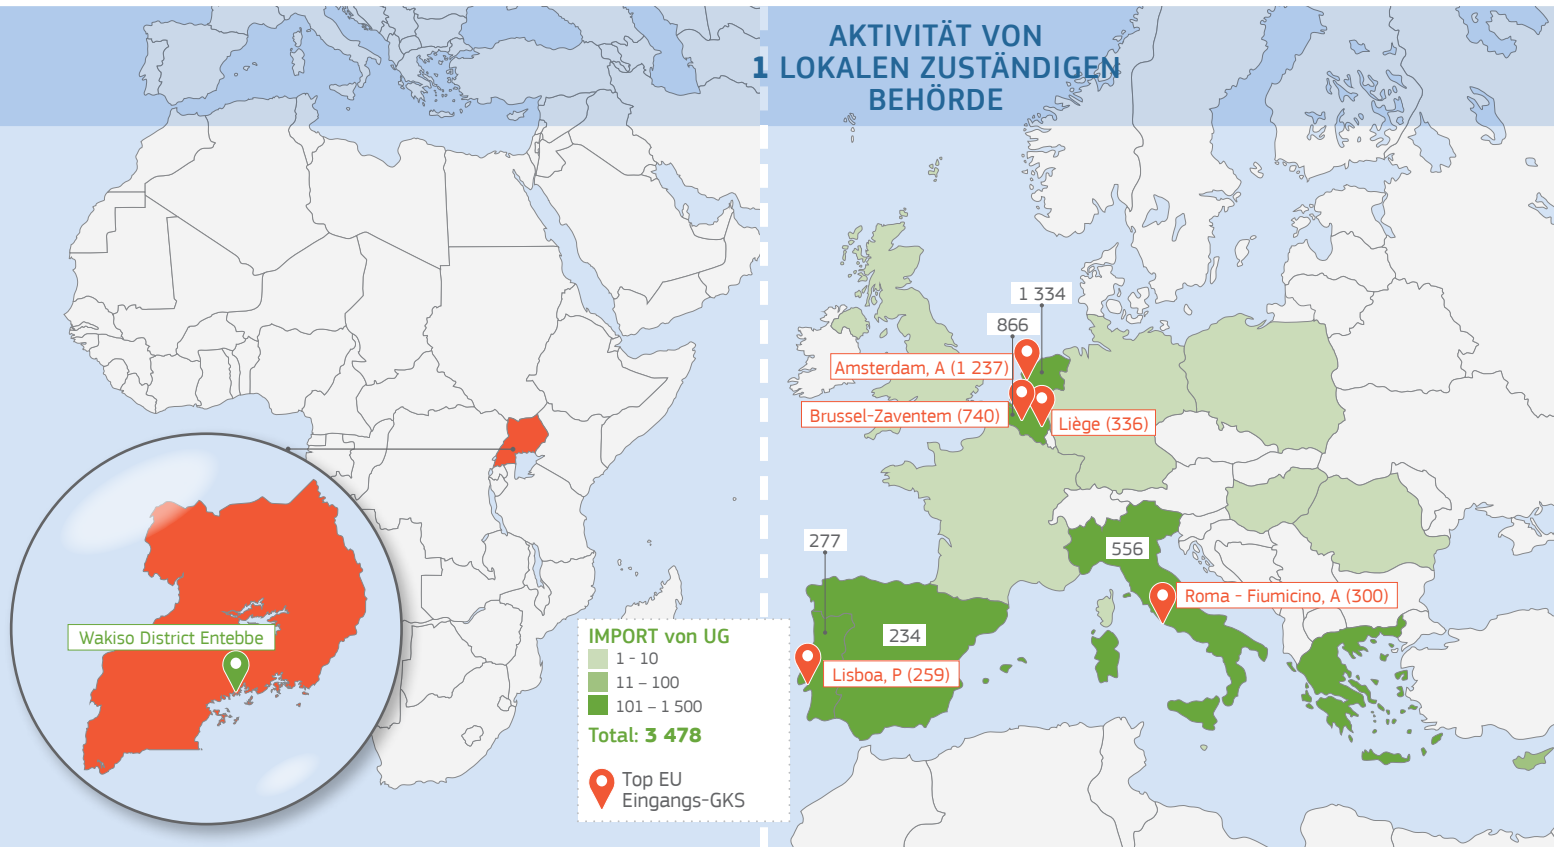 AKTIVITÄT VON
1 LOKALEN ZUSTÄNDIGEN
BEHÖRDE
1 334
866
Amsterdam, A (1 237)
Brussel-Zaventem (740)
Liège (336)
277
556
Roma - Fiumicino, A (300)
234
Lisboa, P (259)
Wakiso District Entebbe
IMPORT von UG
1 - 10
11 – 100
101 – 1 500
Total: 3 478
Top EU
Eingangs-GKS